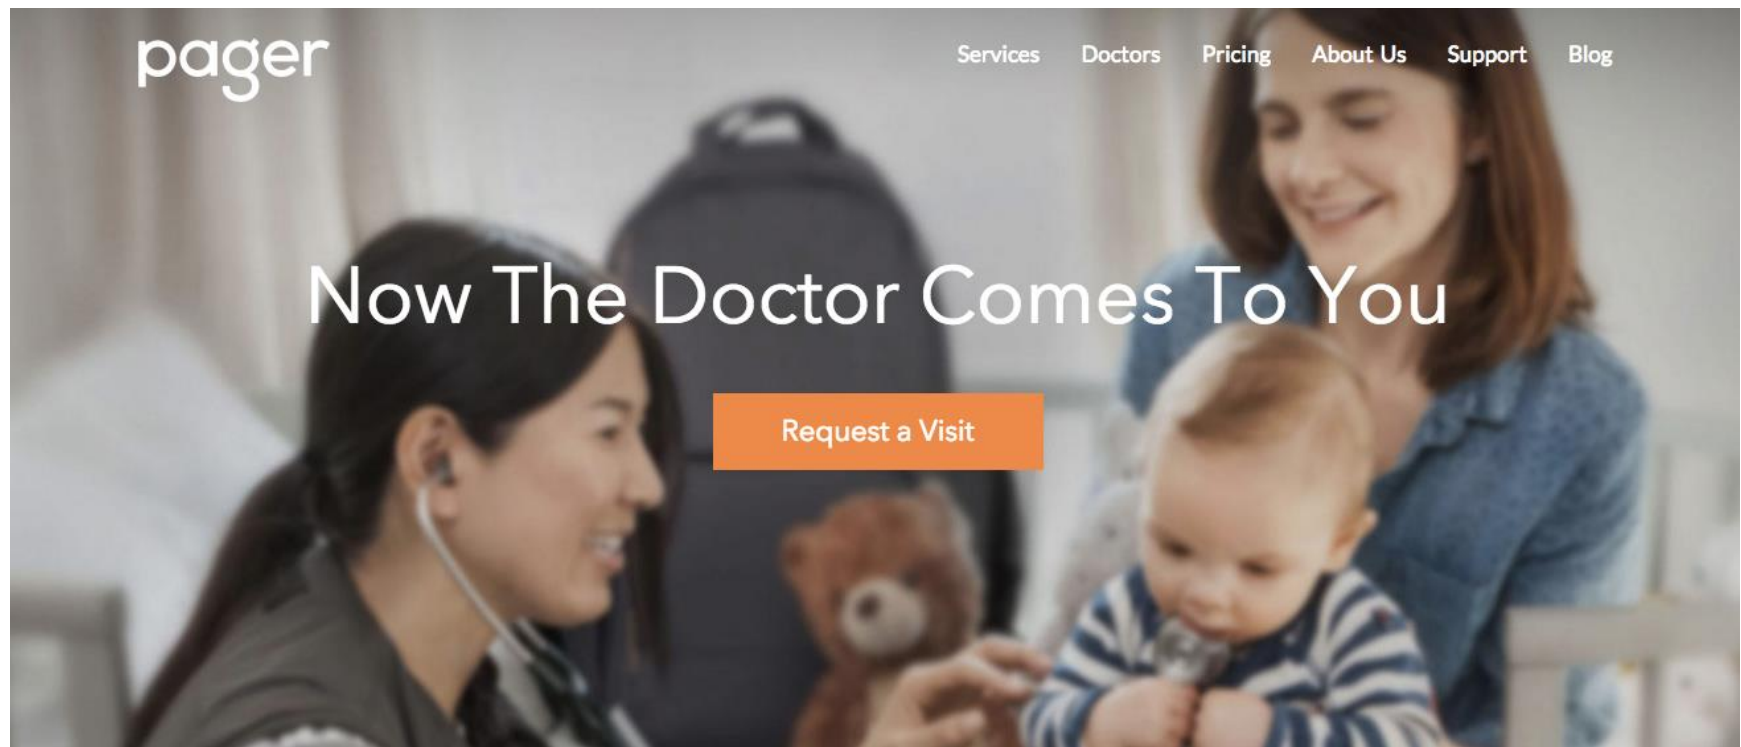 pager
Services Doctors Pricing About Us Support Blog
Now The Doctor Comes To You
Request a Visit